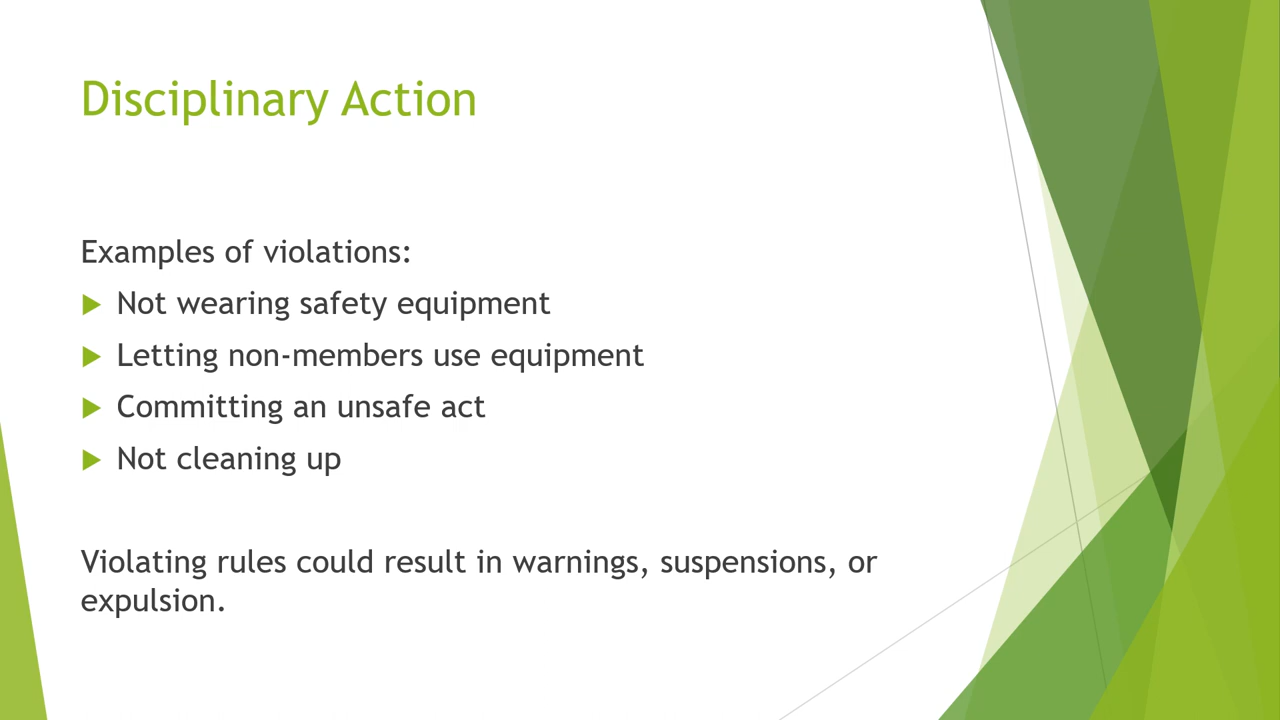 Disciplinary Action
Examples of violations:
Not wearing safety equipment
Letting non-members use equipment
Committing an unsafe act
Not cleaning up
Violating rules could result in warnings, suspensions, or
expulsion.